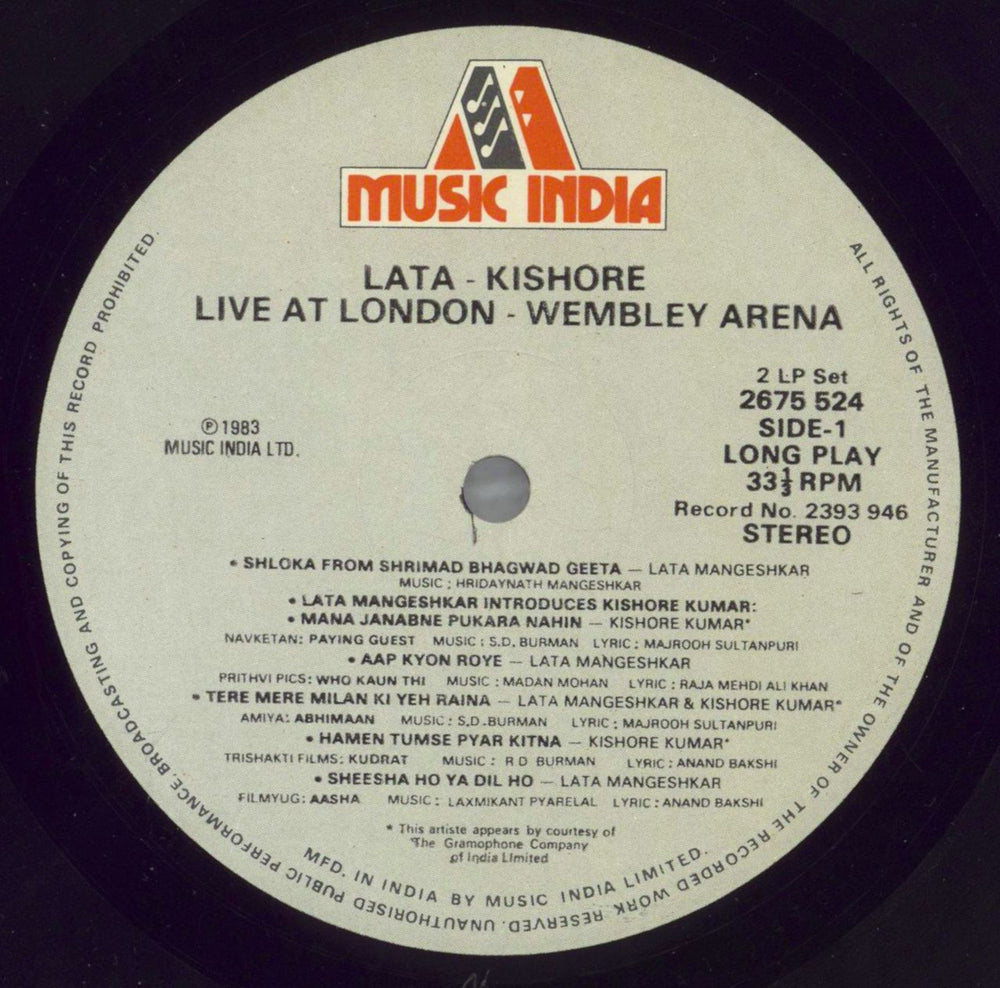 MUSIC INDIA
LATA - KISHORE
LIVE AT LONDON - WEMBLEY ARENA
2 LP Set
2675 524
SIDE-1
LONG PLAY
33⅓ RPM
Record No. 2393 946
STEREO
Ⓟ 1983
MUSIC INDIA LTD.
• SHLOKA FROM SHRIMAD BHAGWAD GEETA — LATA MANGESHKAR
MUSIC : HRIDAYNATH MANGESHKAR
• LATA MANGESHKAR INTRODUCES KISHORE KUMAR:
• MANA JANABNE PUKARA NAHIN — KISHORE KUMAR*
NAVKETAN: PAYING GUEST MUSIC : S.D. BURMAN LYRIC : MAJROOH SULTANPURI
• AAP KYON ROYE — LATA MANGESHKAR
PRITHVI PICS: WHO KAUN THI MUSIC : MADAN MOHAN LYRIC : RAJA MEHDI ALI KHAN
• TERE MERE MILAN KI YEH RAINA — LATA MANGESHKAR & KISHORE KUMAR*
AMIYA: ABHIMAAN MUSIC : S.D.BURMAN LYRIC : MAJROOH SULTANPURI
• HAMEN TUMSE PYAR KITNA — KISHORE KUMAR*
TRISHAKTI FILMS: KUDRAT MUSIC : R D BURMAN LYRIC : ANAND BAKSHI
• SHEESHA HO YA DIL HO — LATA MANGESHKAR
FILMYUG: AASHA MUSIC : LAXMIKANT PYARELAL LYRIC : ANAND BAKSHI
* This artiste appears by courtesy of
The Gramophone Company
of India Limited
MFD. IN INDIA BY MUSIC INDIA LIMITED.
ALL RIGHTS OF THE MANUFACTURER AND OF THE OWNER OF THE RECORDED WORK RESERVED. UNAUTHORISED PUBLIC PERFORMANCE, BROADCASTING AND COPYING OF THIS RECORD PROHIBITED.